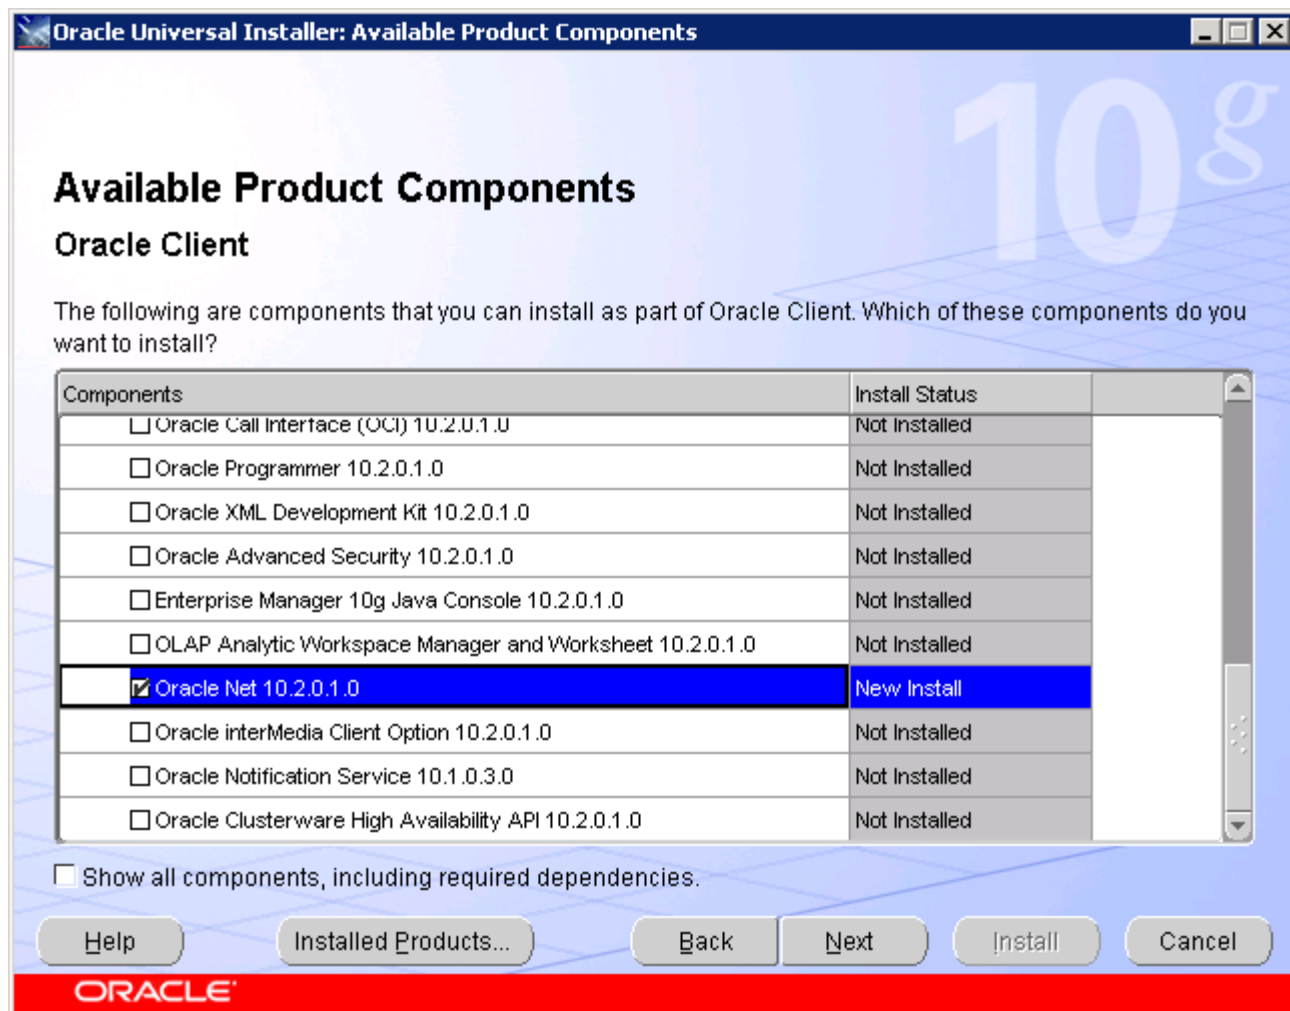 Oracle Universal Installer: Available Product Components
10g
Available Product Components
Oracle Client
The following are components that you can install as part of Oracle Client. Which of these components do you
want to install?
Components Install Status
Oracle Call Interface (OCI) 10.2.0.1.0 Not Installed
Oracle Programmer 10.2.0.1.0 Not Installed
Oracle XML Development Kit 10.2.0.1.0 Not Installed
Oracle Advanced Security 10.2.0.1.0 Not Installed
Enterprise Manager 10g Java Console 10.2.0.1.0 Not Installed
OLAP Analytic Workspace Manager and Worksheet 10.2.0.1.0 Not Installed
Oracle Net 10.2.0.1.0 New Install
Oracle interMedia Client Option 10.2.0.1.0 Not Installed
Oracle Notification Service 10.1.0.3.0 Not Installed
Oracle Clusterware High Availability API 10.2.0.1.0 Not Installed
Show all components, including required dependencies.
Help Installed Products... Back Next Install Cancel
ORACLE